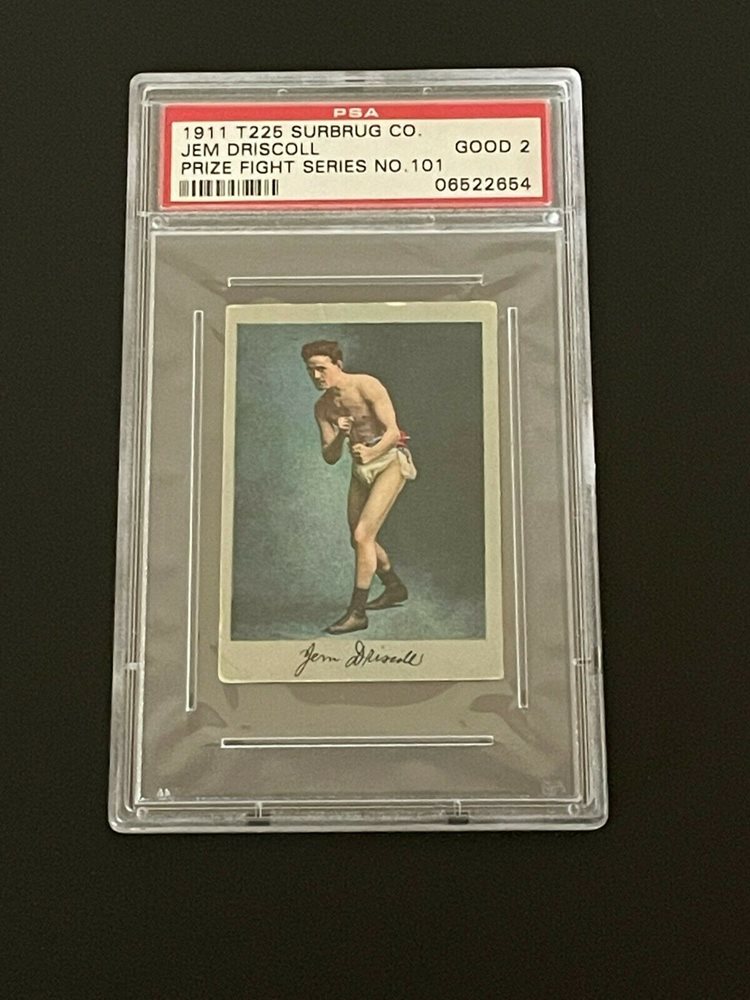 PSA
1911 T225 SURBRUG CO.
JEM DRISCOLL GOOD 2
PRIZE FIGHT SERIES NO.101
06522654
Jem Driscoll